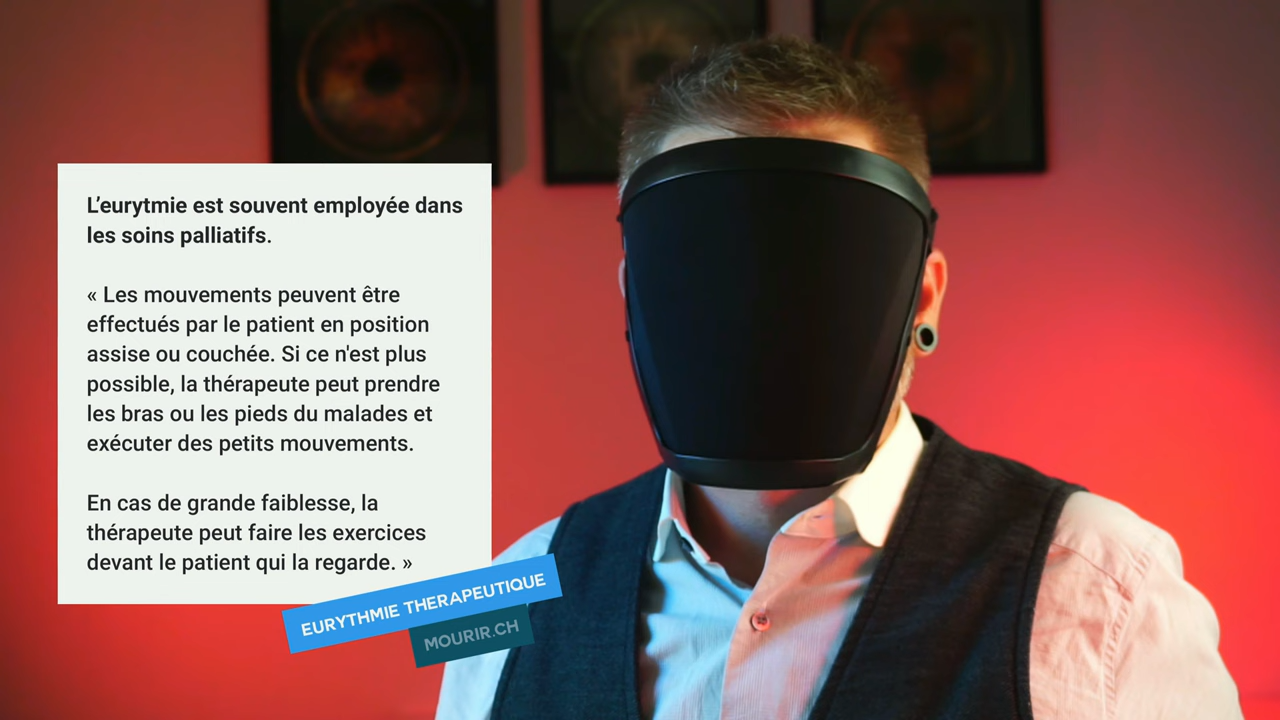 L’eurytmie est souvent employée dans
les soins palliatifs.
« Les mouvements peuvent être
effectués par le patient en position
assise ou couchée. Si ce n'est plus
possible, la thérapeute peut prendre
les bras ou les pieds du malades et
exécuter des petits mouvements.
En cas de grande faiblesse, la
thérapeute peut faire les exercices
devant le patient qui la regarde. »
EURYTHMIE THERAPEUTIQUE
MOURIR.CH